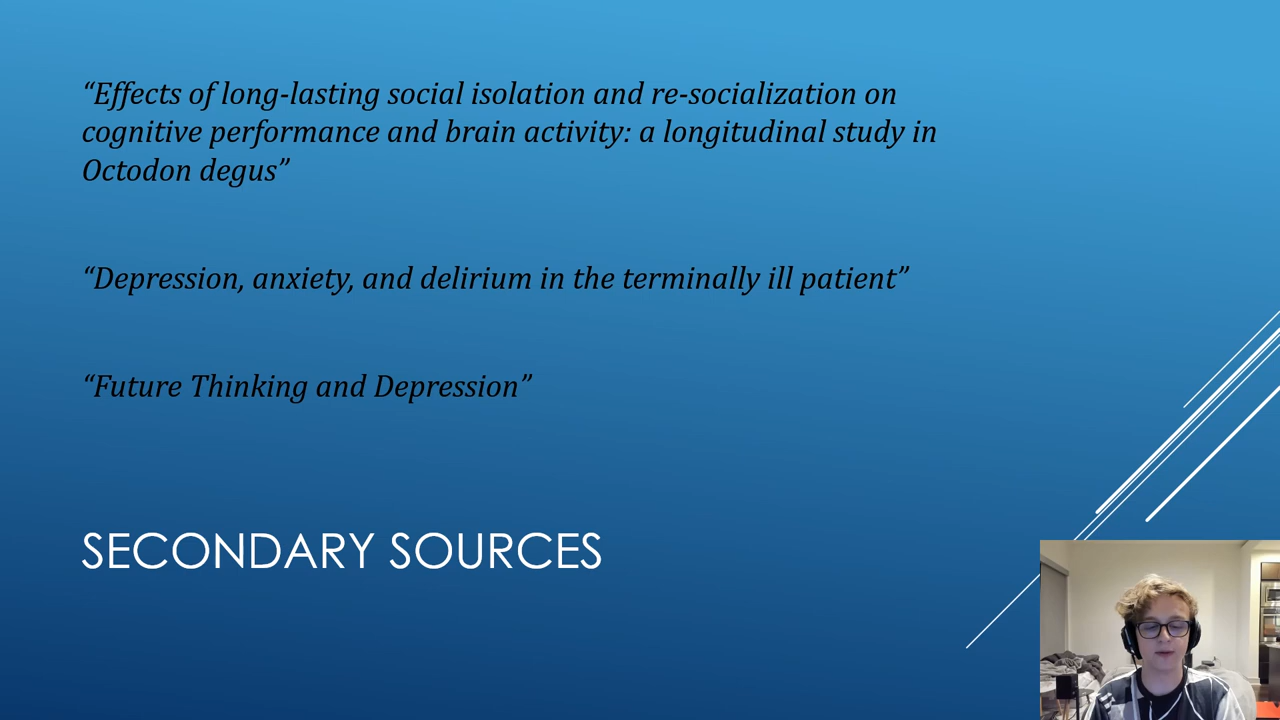 “Effects of long-lasting social isolation and re-socialization on
cognitive performance and brain activity: a longitudinal study in
Octodon degus”
“Depression, anxiety, and delirium in the terminally ill patient”
“Future Thinking and Depression”
SECONDARY SOURCES